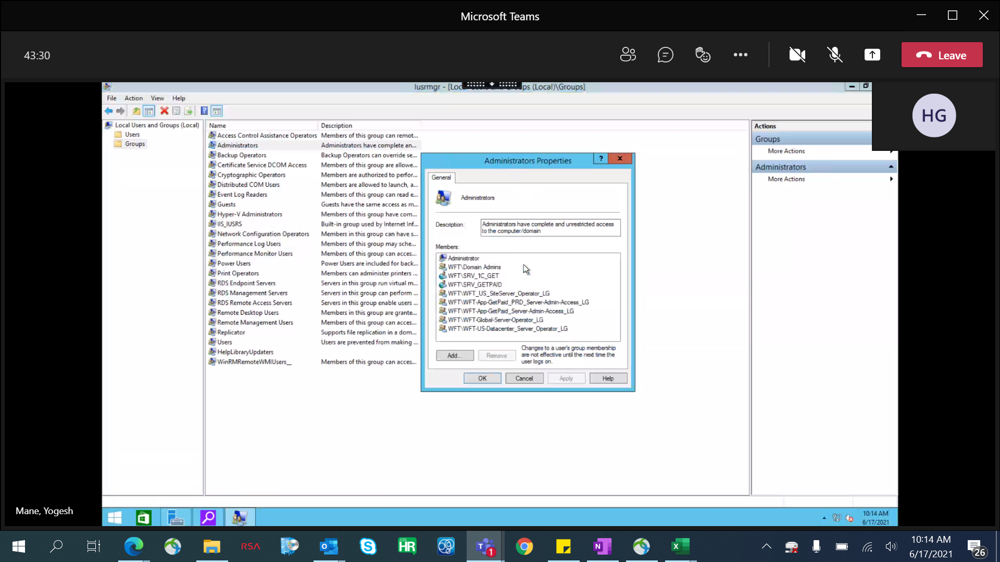 Microsoft Teams
43:30
Leave
lusrmgr - [Loc ps (Local)\Groups]
File Action View Help
HG
Local Users and Groups (Local)
Users
Groups
Name Description
Access Control Assistance Operators Members of this group can remot...
Administrators Administrators have complete an...
Backup Operators Backup Operators can override se...
Certificate Service DCOM Access Members of this group are allowe...
Cryptographic Operators Members are authorized to perfor...
Distributed COM Users Members are allowed to launch, a...
Event Log Readers Members of this group can read e...
Guests Guests have the same access as m...
Hyper-V Administrators Members of this group have com...
IIS_IUSRS Built-in group used by Internet Inf...
Network Configuration Operators Members in this group can have s...
Performance Log Users Members of this group may sche...
Performance Monitor Users Members of this group can acces...
Power Users Power Users are included for back...
Print Operators Members can administer printers ...
RDS Endpoint Servers Servers in this group run virtual m...
RDS Management Servers Servers in this group can perform ...
RDS Remote Access Servers Servers in this group enable users ...
Remote Desktop Users Members in this group are grante...
Remote Management Users Members of this group can acces...
Replicator Supports file replication in a dom...
Users Users are prevented from making ...
HelpLibraryUpdaters
WinRMRemoteWMIUsers__ Members of this group can acces...
Administrators Properties
?
General
Administrators
Description: Administrators have complete and unrestricted access
to the computer/domain
Members:
Administrator
WFT\Domain Admins
WFT\SRV_1C_GET
WFT\SRV_GETPAID
WFT\WFT_US_SiteServer_Operator_LG
WFT\WFT-App-GetPaid_PRD_Server-Admin-Access_LG
WFT\WFT-App-GetPaid_Server-Admin-Access_LG
WFT\WFT-Global-Server-Operator_LG
WFT\WFT-US-Datacenter_Server_Operator_LG
Add... Remove
Changes to a user's group membership
are not effective until the next time the
user logs on.
OK Cancel Apply Help
Actions
Groups
More Actions
Administrators
More Actions
Mane, Yogesh
10:14 AM
6/17/2021
RSA
ASK
HR
1
10:14 AM
6/17/2021
26